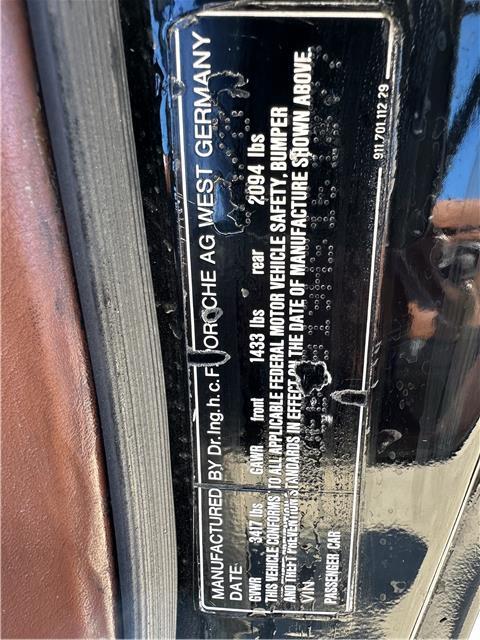 MANUFACTURED BY Dr.Ing.h.c.F. PORSCHE AG WEST GERMANY
DATE:
GVWR 3417 lbs GAWR front 1433 lbs rear 2094 lbs
THIS VEHICLE CONFORMS TO ALL APPLICABLE FEDERAL MOTOR VEHICLE SAFETY, BUMPER
AND THEFT PREVENTION STANDARDS IN EFFECT ON THE DATE OF MANUFACTURE SHOWN ABOVE.
VIN:
PASSENGER CAR
911.701.112.29